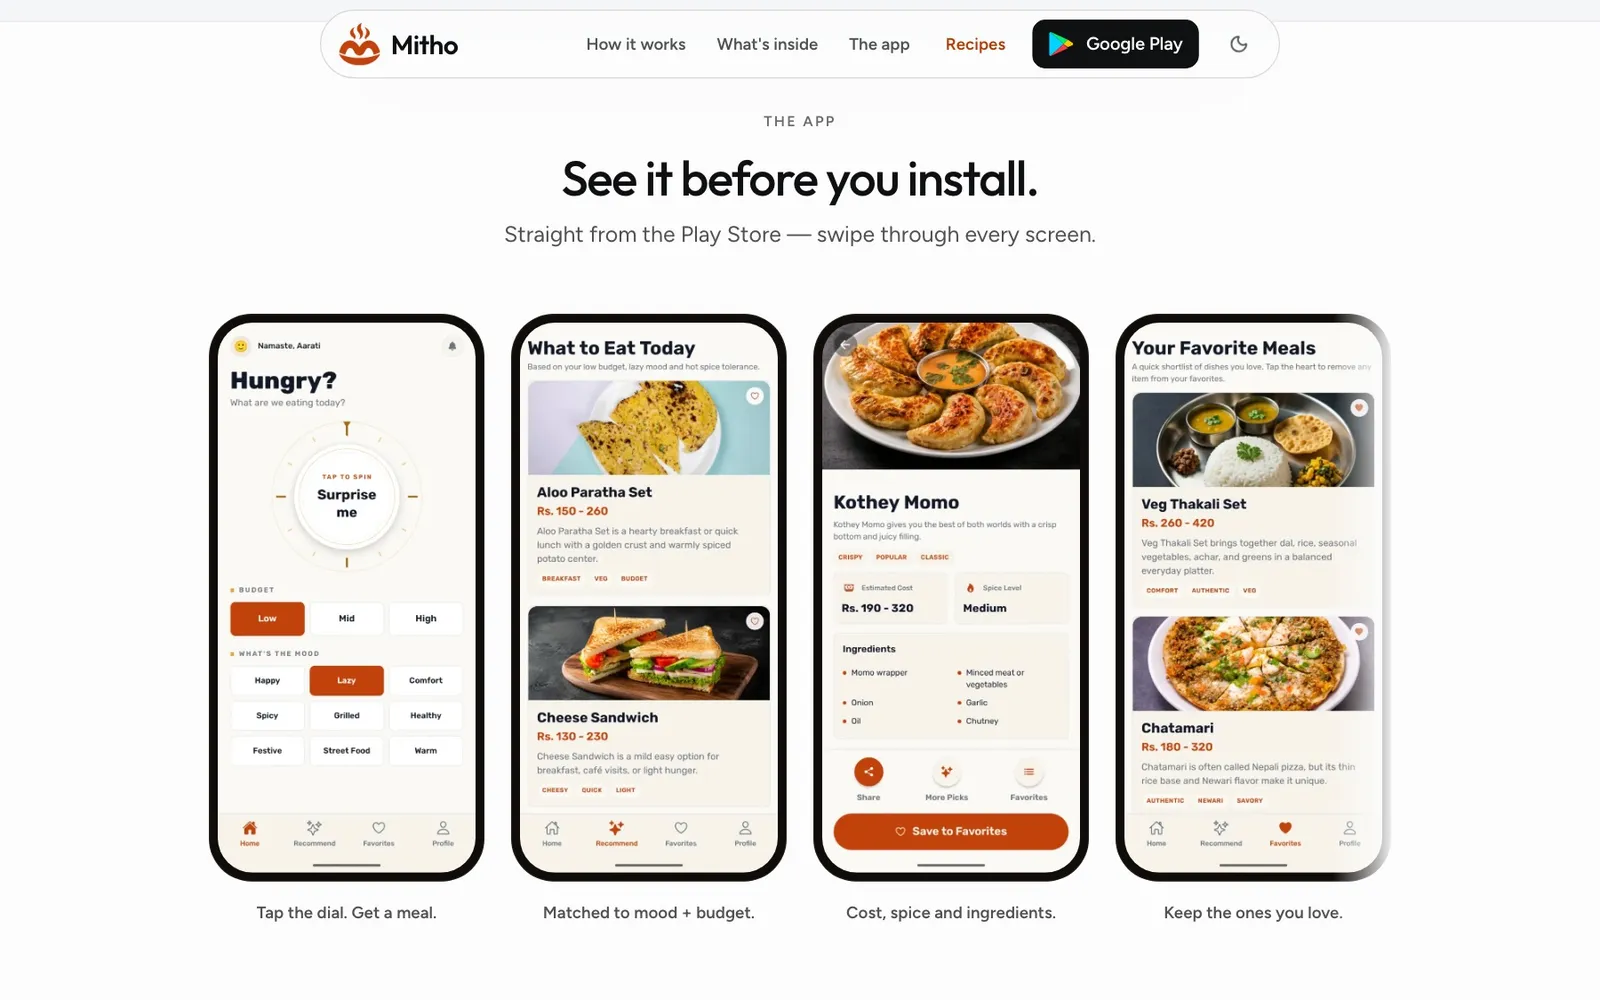 Mitho
How it works
What's inside
The app
Recipes
Google Play
THE APP
See it before you install.
Straight from the Play Store — swipe through every screen.
Namaste, Aarati
Hungry?
What are we eating today?
TAP TO SPIN
Surprise
me
BUDGET
Low
Mid
High
WHAT'S THE MOOD
Happy
Lazy
Comfort
Spicy
Grilled
Healthy
Festive
Street Food
Warm
Home
Recommend
Favorites
Profile
Tap the dial. Get a meal.
What to Eat Today
Based on your low budget, lazy mood and hot spice tolerance.
Aloo Paratha Set
Rs. 150 - 260
Aloo Paratha Set is a hearty breakfast or quick
lunch with a golden crust and warmly spiced
potato center.
BREAKFAST
VEG
BUDGET
Cheese Sandwich
Rs. 130 - 230
Cheese Sandwich is a mild easy option for
breakfast, café visits, or light hunger.
CHEESY
QUICK
LIGHT
Home
Recommend
Favorites
Profile
Matched to mood + budget.
Kothey Momo
Kothey Momo gives you the best of both worlds with a crisp
bottom and juicy filling.
CRISPY
POPULAR
CLASSIC
Estimated Cost
Rs. 190 - 320
Spice Level
Medium
Ingredients
Momo wrapper
Minced meat or
vegetables
Onion
Garlic
Oil
Chutney
Share
More Picks
Favorites
Save to Favorites
Cost, spice and ingredients.
Your Favorite Meals
A quick shortlist of dishes you love. Tap the heart to remove any
item from your favorites.
Veg Thakali Set
Rs. 260 - 420
Veg Thakali Set brings together dal, rice, seasonal
vegetables, achar, and greens in a balanced
everyday platter.
COMFORT
AUTHENTIC
VEG
Chatamari
Rs. 180 - 320
Chatamari is often called Nepali pizza, but its thin
rice base and Newari flavor make it unique.
AUTHENTIC
NEWARI
SAVORY
Home
Recommend
Favorites
Profile
Keep the ones you love.